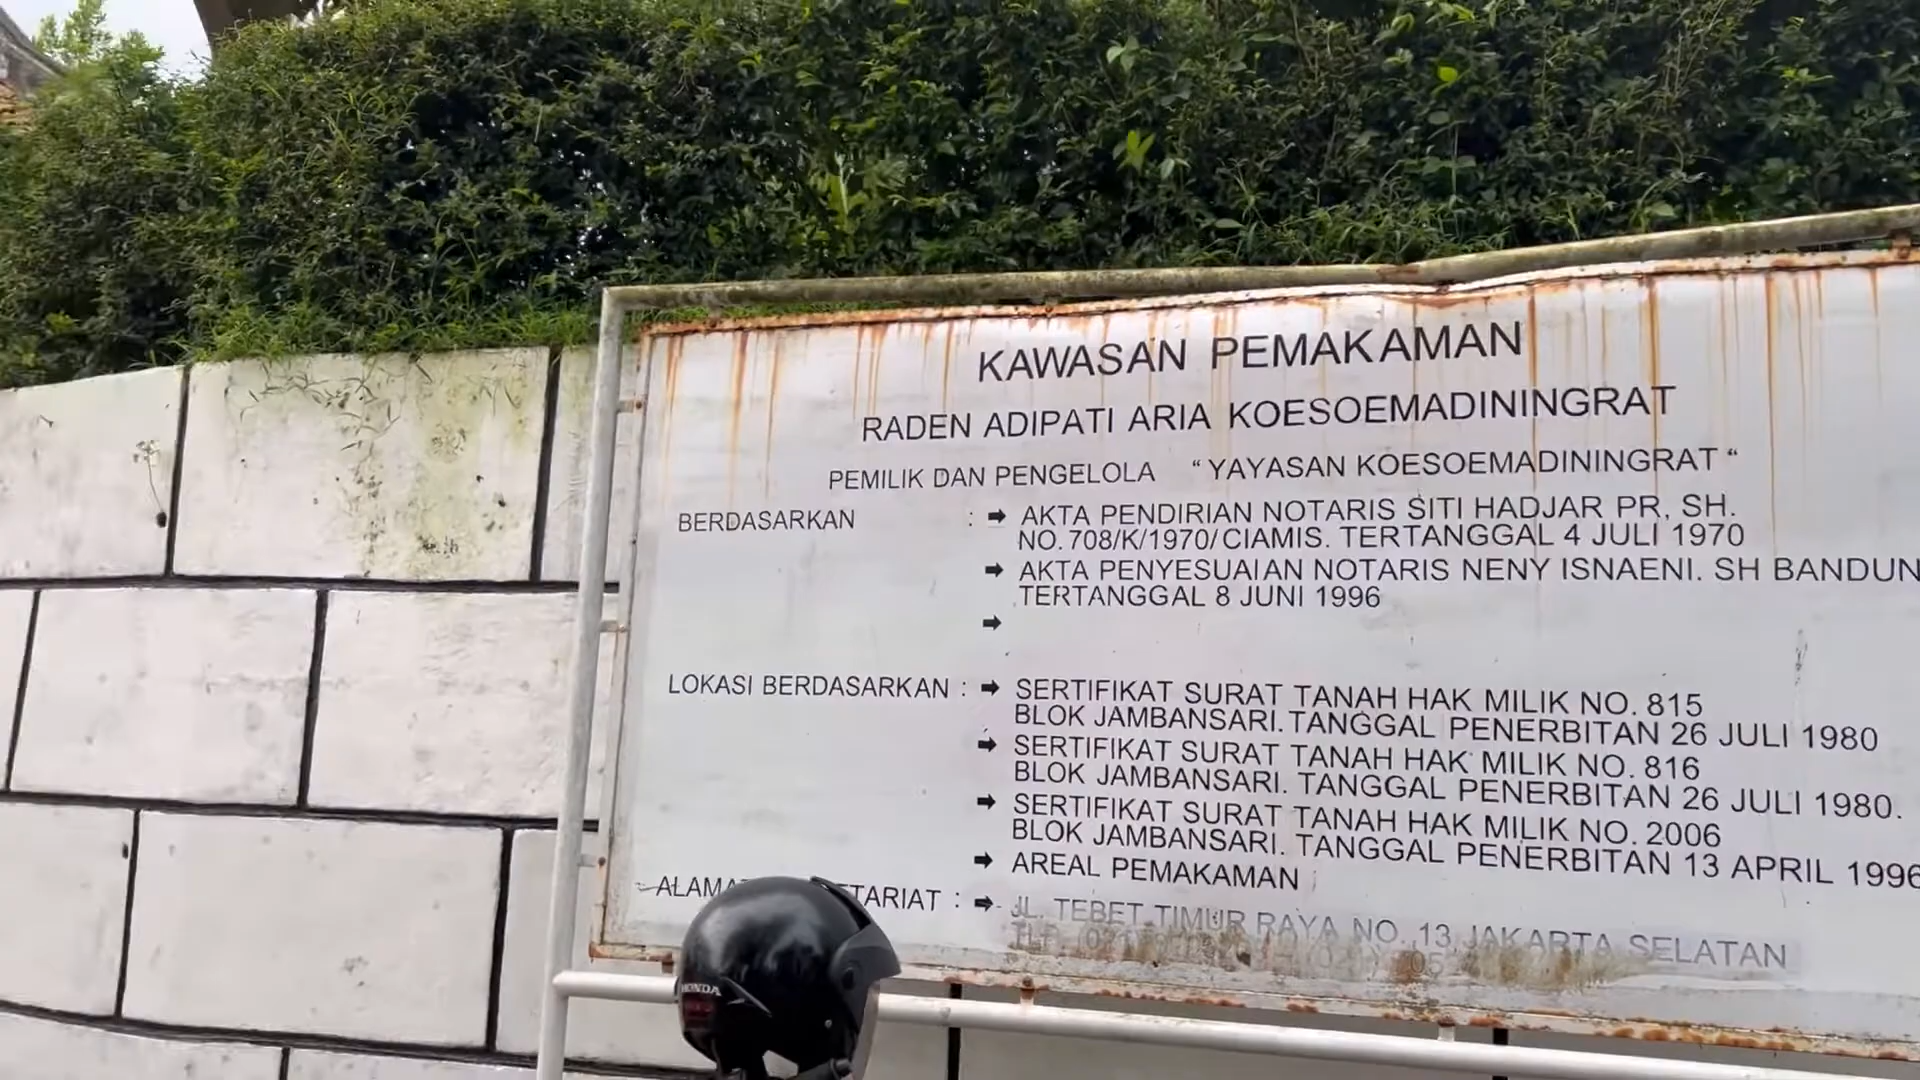 KAWASAN PEMAKAMAN
RADEN ADIPATI ARIA KOESOEMADININGRAT
PEMILIK DAN PENGELOLA “ YAYASAN KOESOEMADININGRAT “
BERDASARKAN : ➡ AKTA PENDIRIAN NOTARIS SITI HADJAR PR, SH.
NO. 708/K/1970/CIAMIS. TERTANGGAL 4 JULI 1970
➡ AKTA PENYESUAIAN NOTARIS NENY ISNAENI. SH BANDUN
TERTANGGAL 8 JUNI 1996
➡
LOKASI BERDASARKAN : ➡ SERTIFIKAT SURAT TANAH HAK MILIK NO. 815
BLOK JAMBANSARI. TANGGAL PENERBITAN 26 JULI 1980
➡ SERTIFIKAT SURAT TANAH HAK MILIK NO. 816
BLOK JAMBANSARI. TANGGAL PENERBITAN 26 JULI 1980.
➡ SERTIFIKAT SURAT TANAH HAK MILIK NO. 2006
BLOK JAMBANSARI. TANGGAL PENERBITAN 13 APRIL 1996
➡ AREAL PEMAKAMAN
ALAMA TARIAT : ➡ JL. TEBET TIMUR RAYA NO. 13 JAKARTA SELATAN
TLP. (021)
HONDA